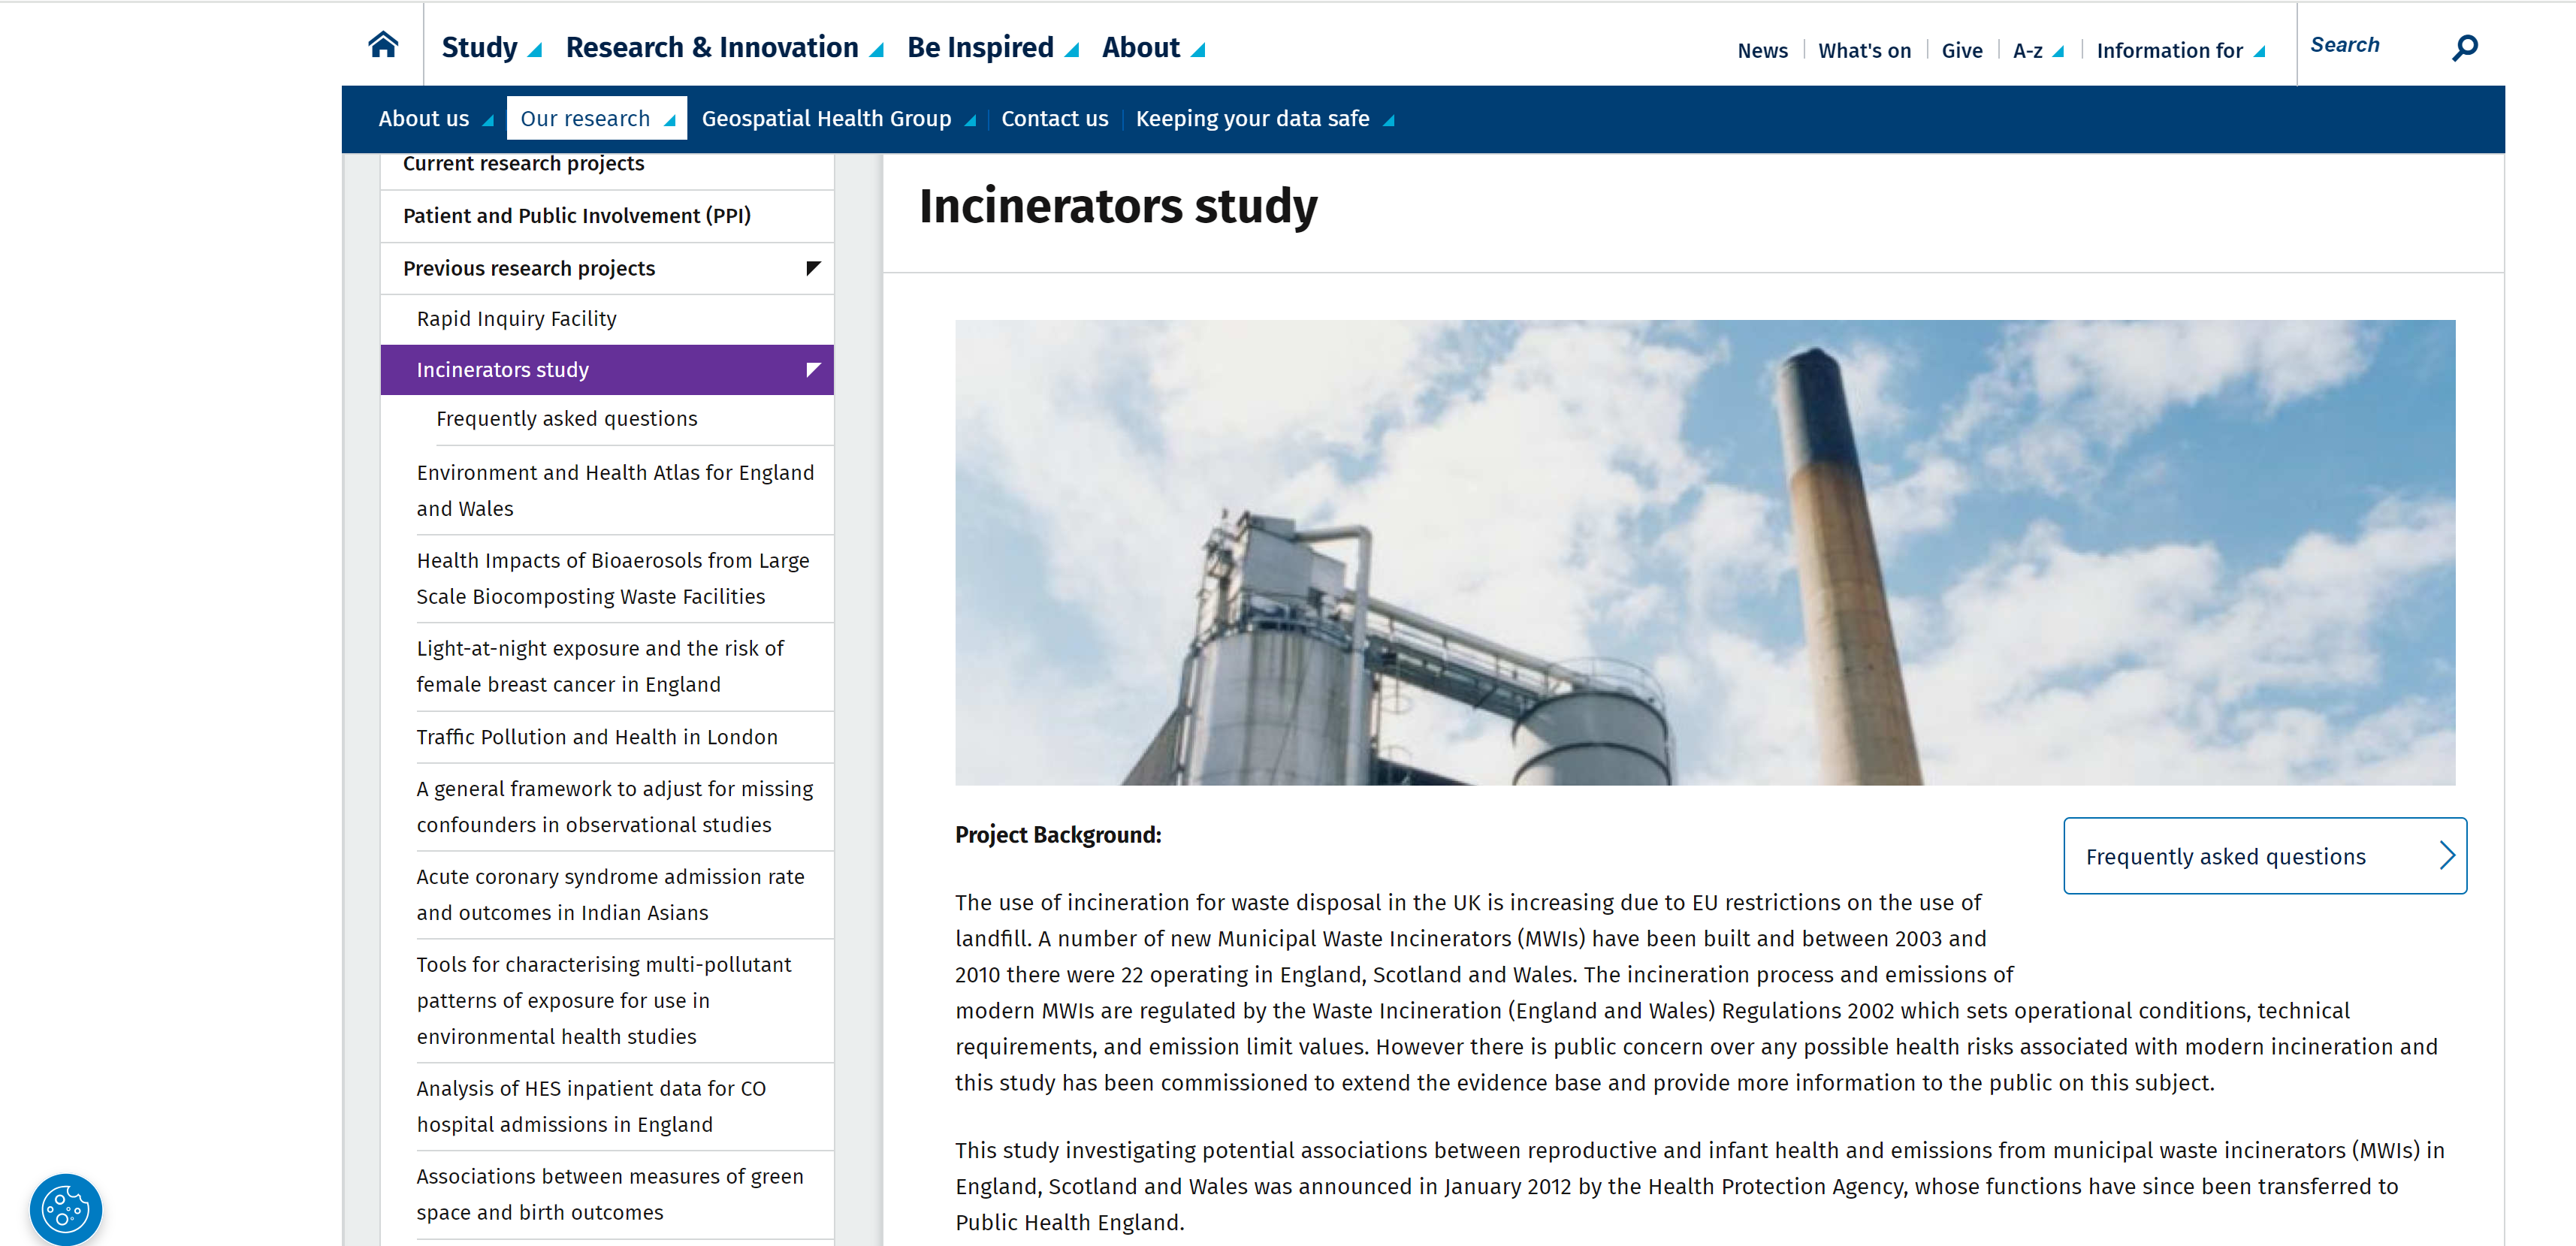 Study
Research & Innovation
Be Inspired
About
News
What's on
Give
A-z
Information for
Search
About us
Our research
Geospatial Health Group
Contact us
Keeping your data safe
Current research projects
Patient and Public Involvement (PPI)
Previous research projects
Rapid Inquiry Facility
Incinerators study
Frequently asked questions
Environment and Health Atlas for England
and Wales
Health Impacts of Bioaerosols from Large
Scale Biocomposting Waste Facilities
Light-at-night exposure and the risk of
female breast cancer in England
Traffic Pollution and Health in London
A general framework to adjust for missing
confounders in observational studies
Acute coronary syndrome admission rate
and outcomes in Indian Asians
Tools for characterising multi-pollutant
patterns of exposure for use in
environmental health studies
Analysis of HES inpatient data for CO
hospital admissions in England
Associations between measures of green
space and birth outcomes
Incinerators study
Project Background:
Frequently asked questions
The use of incineration for waste disposal in the UK is increasing due to EU restrictions on the use of
landfill. A number of new Municipal Waste Incinerators (MWIs) have been built and between 2003 and
2010 there were 22 operating in England, Scotland and Wales. The incineration process and emissions of
modern MWIs are regulated by the Waste Incineration (England and Wales) Regulations 2002 which sets operational conditions, technical
requirements, and emission limit values. However there is public concern over any possible health risks associated with modern incineration and
this study has been commissioned to extend the evidence base and provide more information to the public on this subject.
This study investigating potential associations between reproductive and infant health and emissions from municipal waste incinerators (MWIs) in
England, Scotland and Wales was announced in January 2012 by the Health Protection Agency, whose functions have since been transferred to
Public Health England.